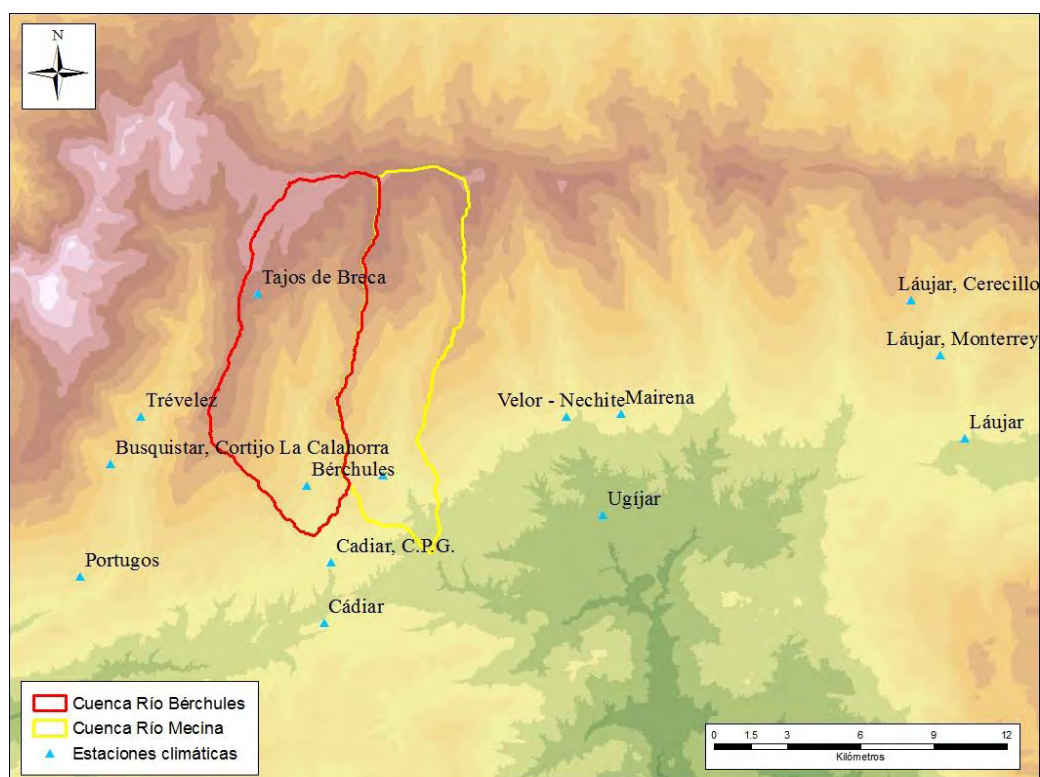 N
Tajos de Breca
Láujar, Cerecillo
Láujar, Monterrey
Trévelez
Velor - Nechite
Mairena
Láujar
Busquistar, Cortijo La Calahorra
Bérchules
Ugíjar
Cadiar, C.P.G.
Portugos
Cádiar
Cuenca Río Bérchules
Cuenca Río Mecina
Estaciones climáticas
0 1.5 3 6 9 12
Kilómetros